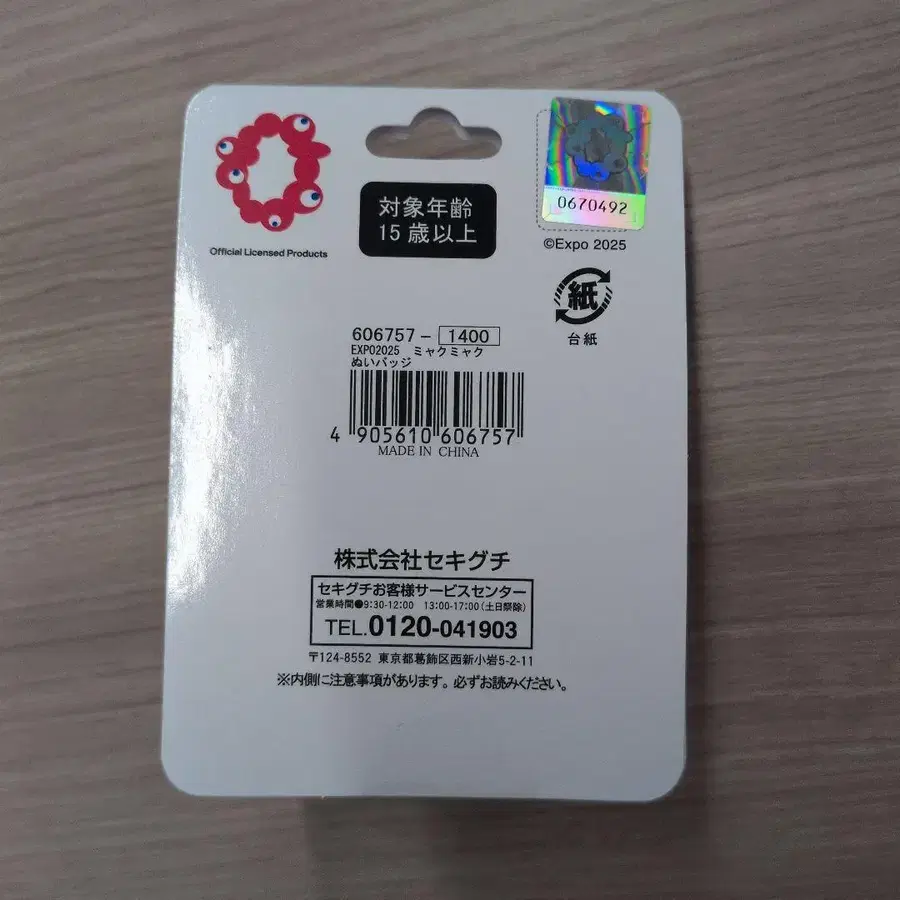 Official Licensed Products
対象年齢
15歳以上
0670492
©Expo 2025
紙
台紙
606757-1400
EXPO2025 ミャクミャク
ぬいバッジ
4 905610 606757
MADE IN CHINA
株式会社セキグチ
セキグチお客様サービスセンター
営業時間●9:30-12:00 13:00-17:00(土日祭除)
TEL.0120-041903
〒124-8552 東京都葛飾区西新小岩5-2-11
※内側に注意事項があります。必ずお読みください。